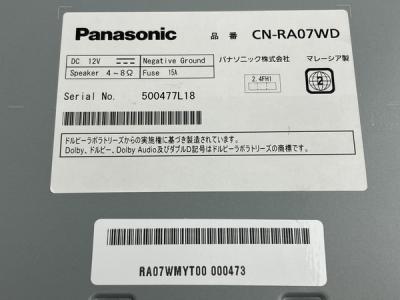 Panasonic 品番 CN-RA07WD
DC 12V Negative Ground パナソニック株式会社 マレーシア製
Speaker 4~8Ω Fuse 15A 2.4FH1
Serial No. 500477L18
ドルビーラボラトリーズからの実施権に基づき製造されています。
Dolby、ドルビー、Dolby Audio及びダブルD記号はドルビーラボラトリーズの商標です。
RA07WMYT00 000473